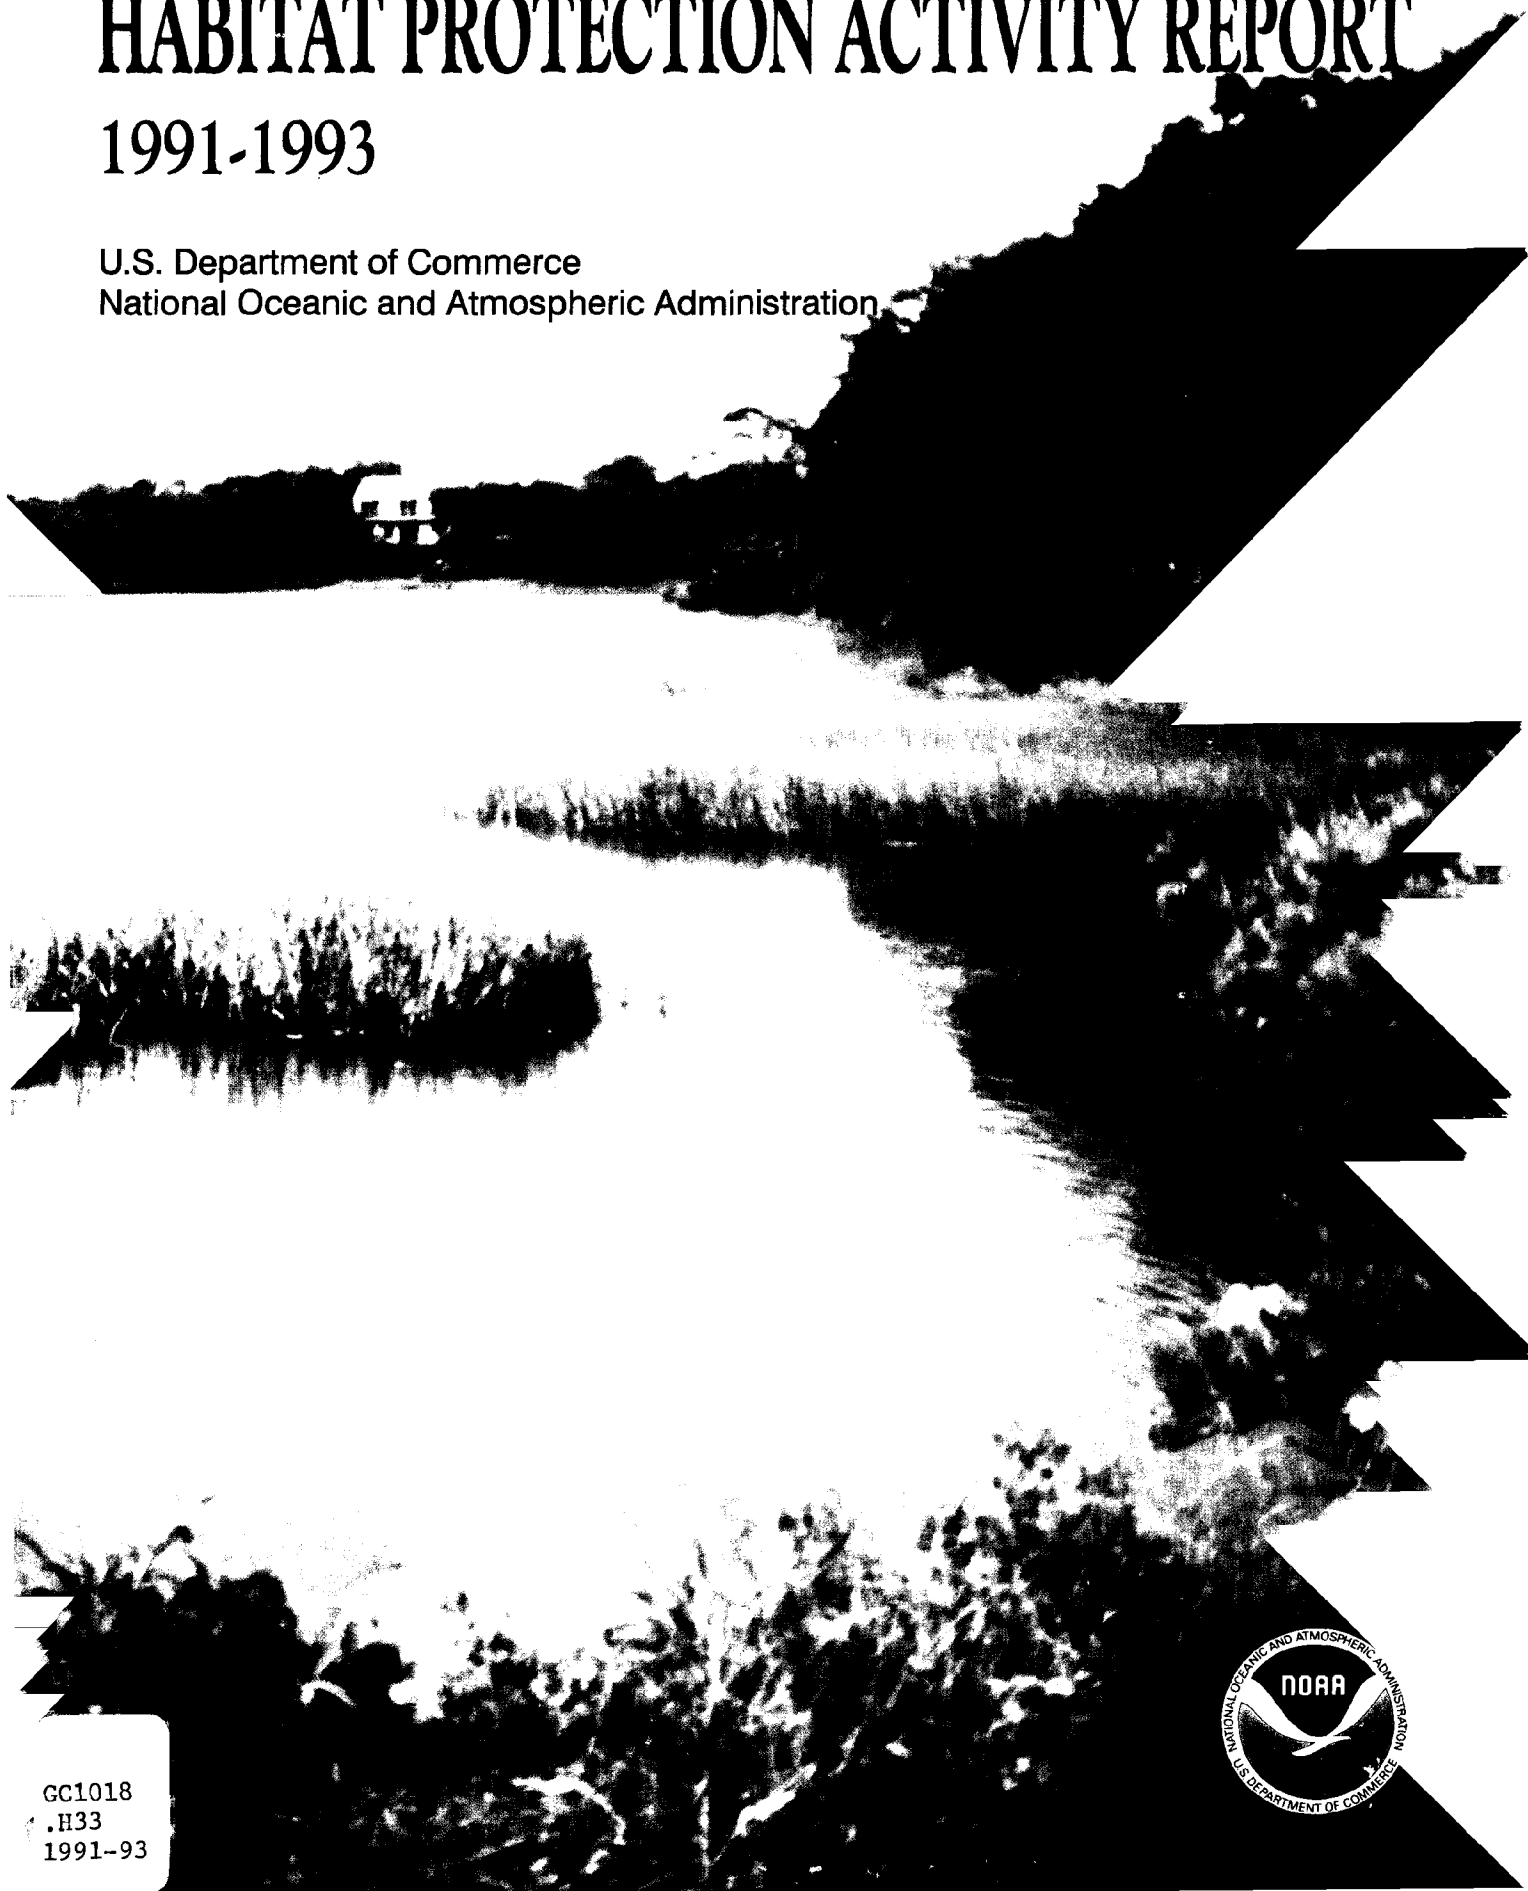 HABITAT PROTECTION ACTIVITY REPORT
1991-1993
U.S. Department of Commerce
National Oceanic and Atmospheric Administration
NATIONAL OCEANIC AND ATMOSPHERIC ADMINISTRATION
NOAA
U.S. DEPARTMENT OF COMMERCE
GC1018
.H33
1991-93